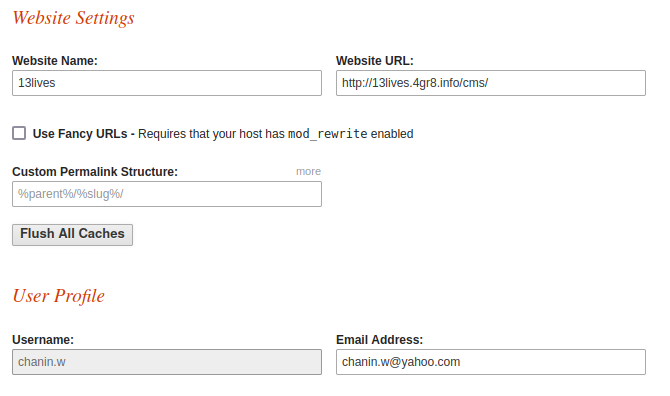 Website Settings
Website Name: Website URL:
13lives http://13lives.4gr8.info/cms/
Use Fancy URLs - Requires that your host has mod_rewrite enabled
Custom Permalink Structure: more
%parent%/%slug%/
Flush All Caches
User Profile
Username: Email Address:
chanin.w chanin.w@yahoo.com